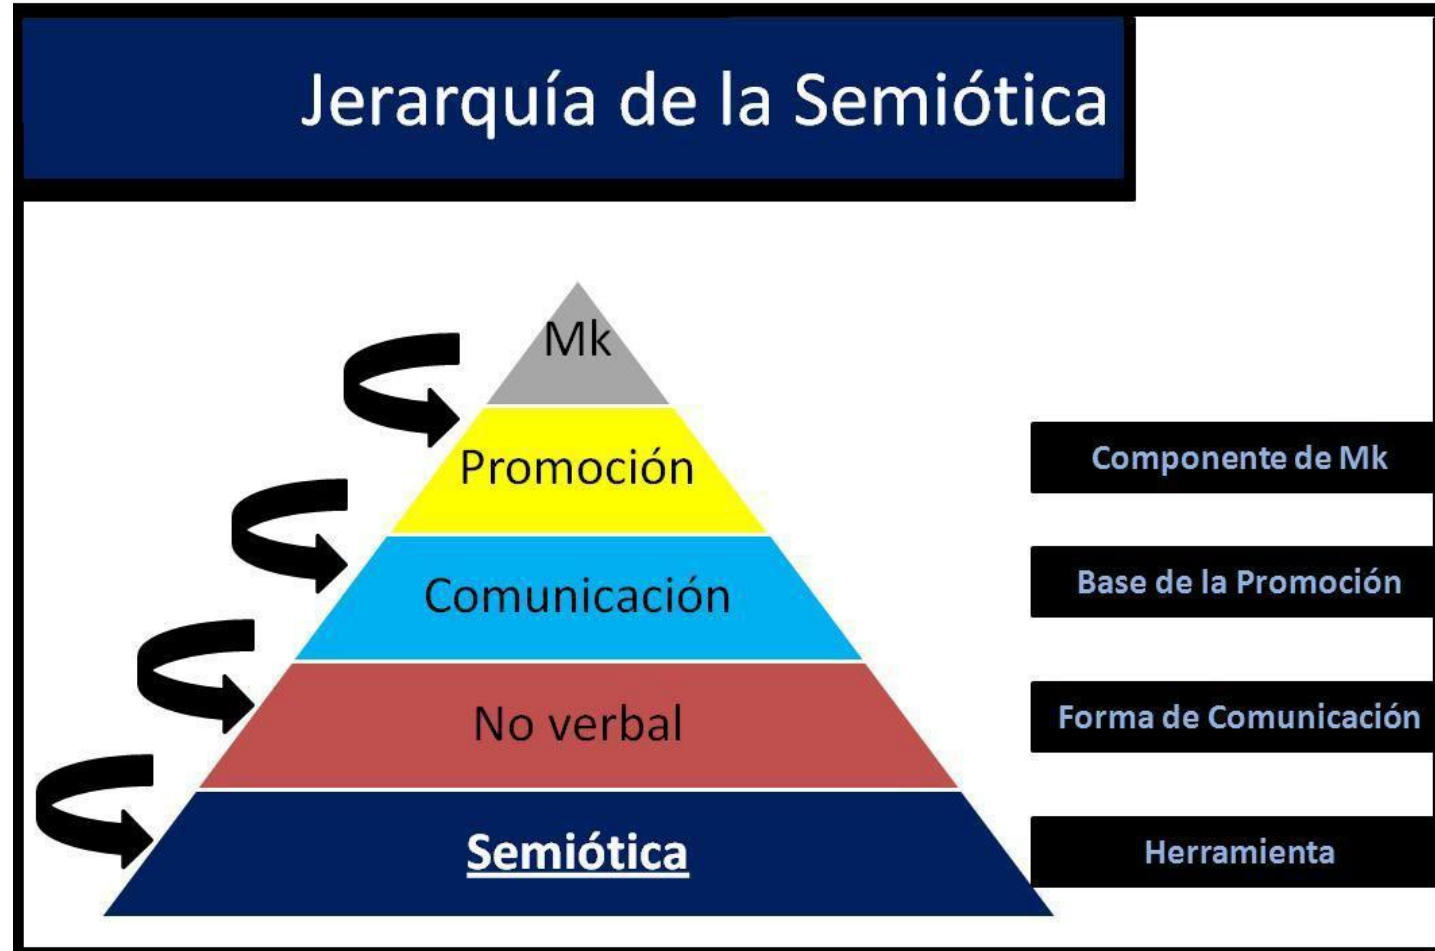 Jerarquía de la Semiótica
Mk
Promoción
Componente de Mk
Comunicación
Base de la Promoción
No verbal
Forma de Comunicación
Semiótica
Herramienta